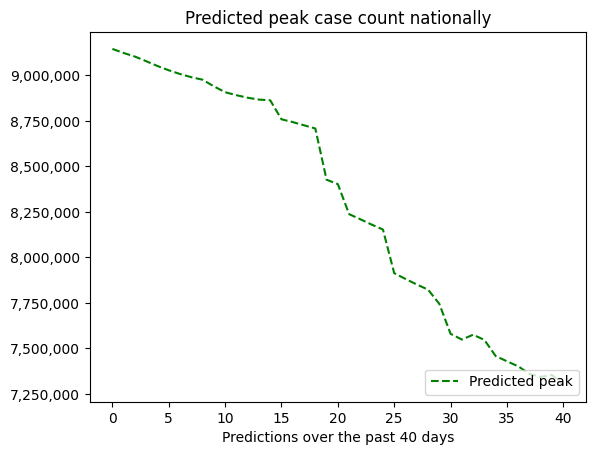 Predicted peak case count nationally
9,000,000
8,750,000
8,500,000
8,250,000
8,000,000
7,750,000
7,500,000
7,250,000
Predicted peak
0 5 10 15 20 25 30 35 40
Predictions over the past 40 days